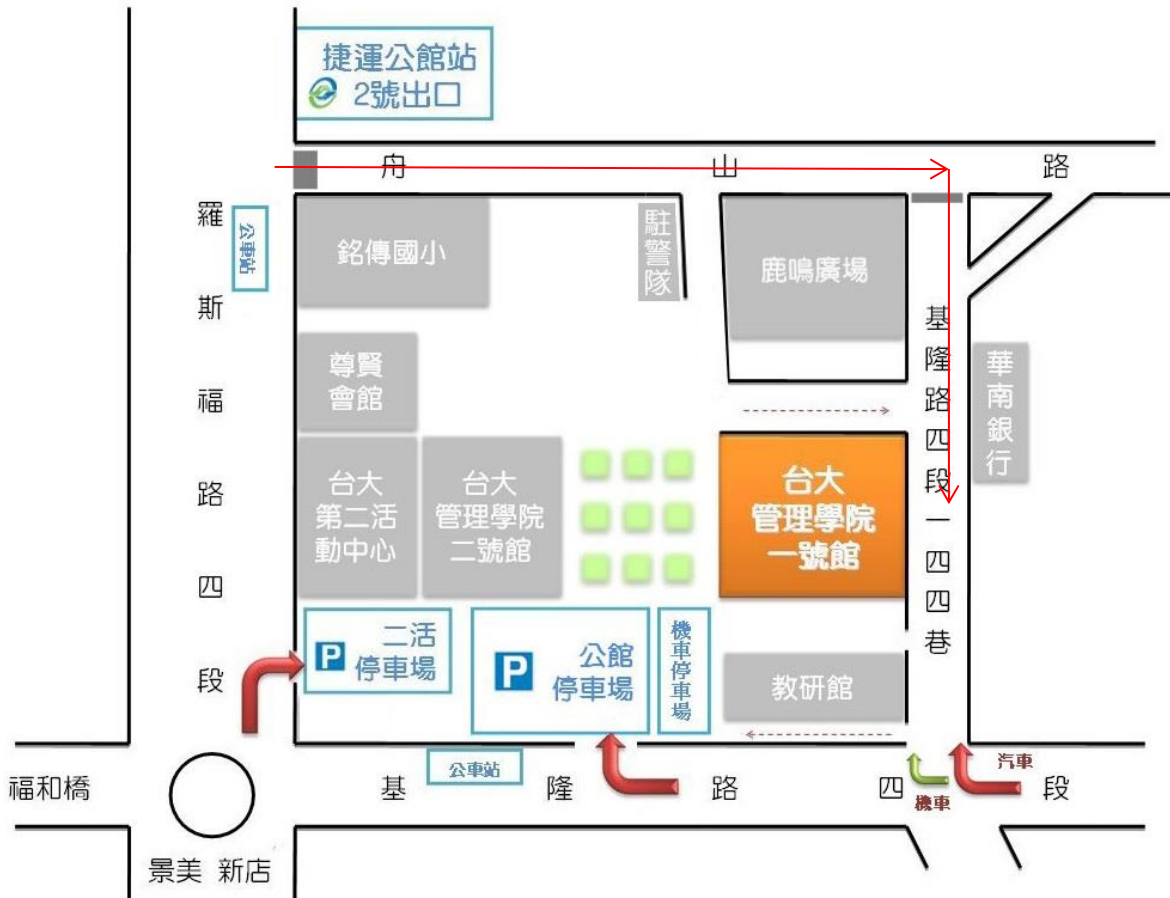 捷運公館站
2號出口
舟山路
羅斯福路四段
公車站
銘傳國小
駐警隊
鹿鳴廣場
基隆路四段一四四巷
華南銀行
尊賢
會館
台大
第二活
動中心
台大
管理學院
二號館
台大
管理學院
一號館
P
二活
停車場
P
公館
停車場
機車停車場
教研館
公車站
福和橋
基隆路四段
機車
汽車
景美 新店